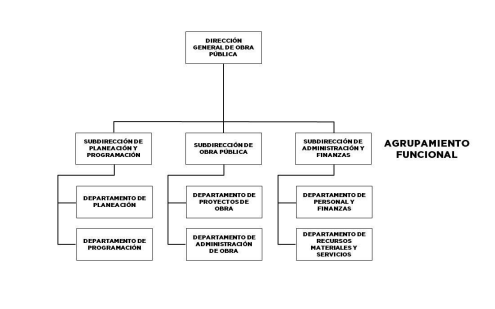 DIRECCIÓN
GENERAL DE OBRA
PÚBLICA
SUBDIRECCIÓN DE
PLANEACIÓN Y
PROGRAMACIÓN
SUBDIRECCIÓN DE
OBRA PÚBLICA
SUBDIRECCIÓN DE
ADMINISTRACIÓN Y
FINANZAS
AGRUPAMIENTO
FUNCIONAL
DEPARTAMENTO DE
PLANEACIÓN
DEPARTAMENTO DE
PROYECTOS DE
OBRA
DEPARTAMENTO DE
PERSONAL Y
FINANZAS
DEPARTAMENTO DE
PROGRAMACIÓN
DEPARTAMENTO DE
ADMINISTRACIÓN
DE OBRA
DEPARTAMENTO DE
RECURSOS
MATERIALES Y
SERVICIOS